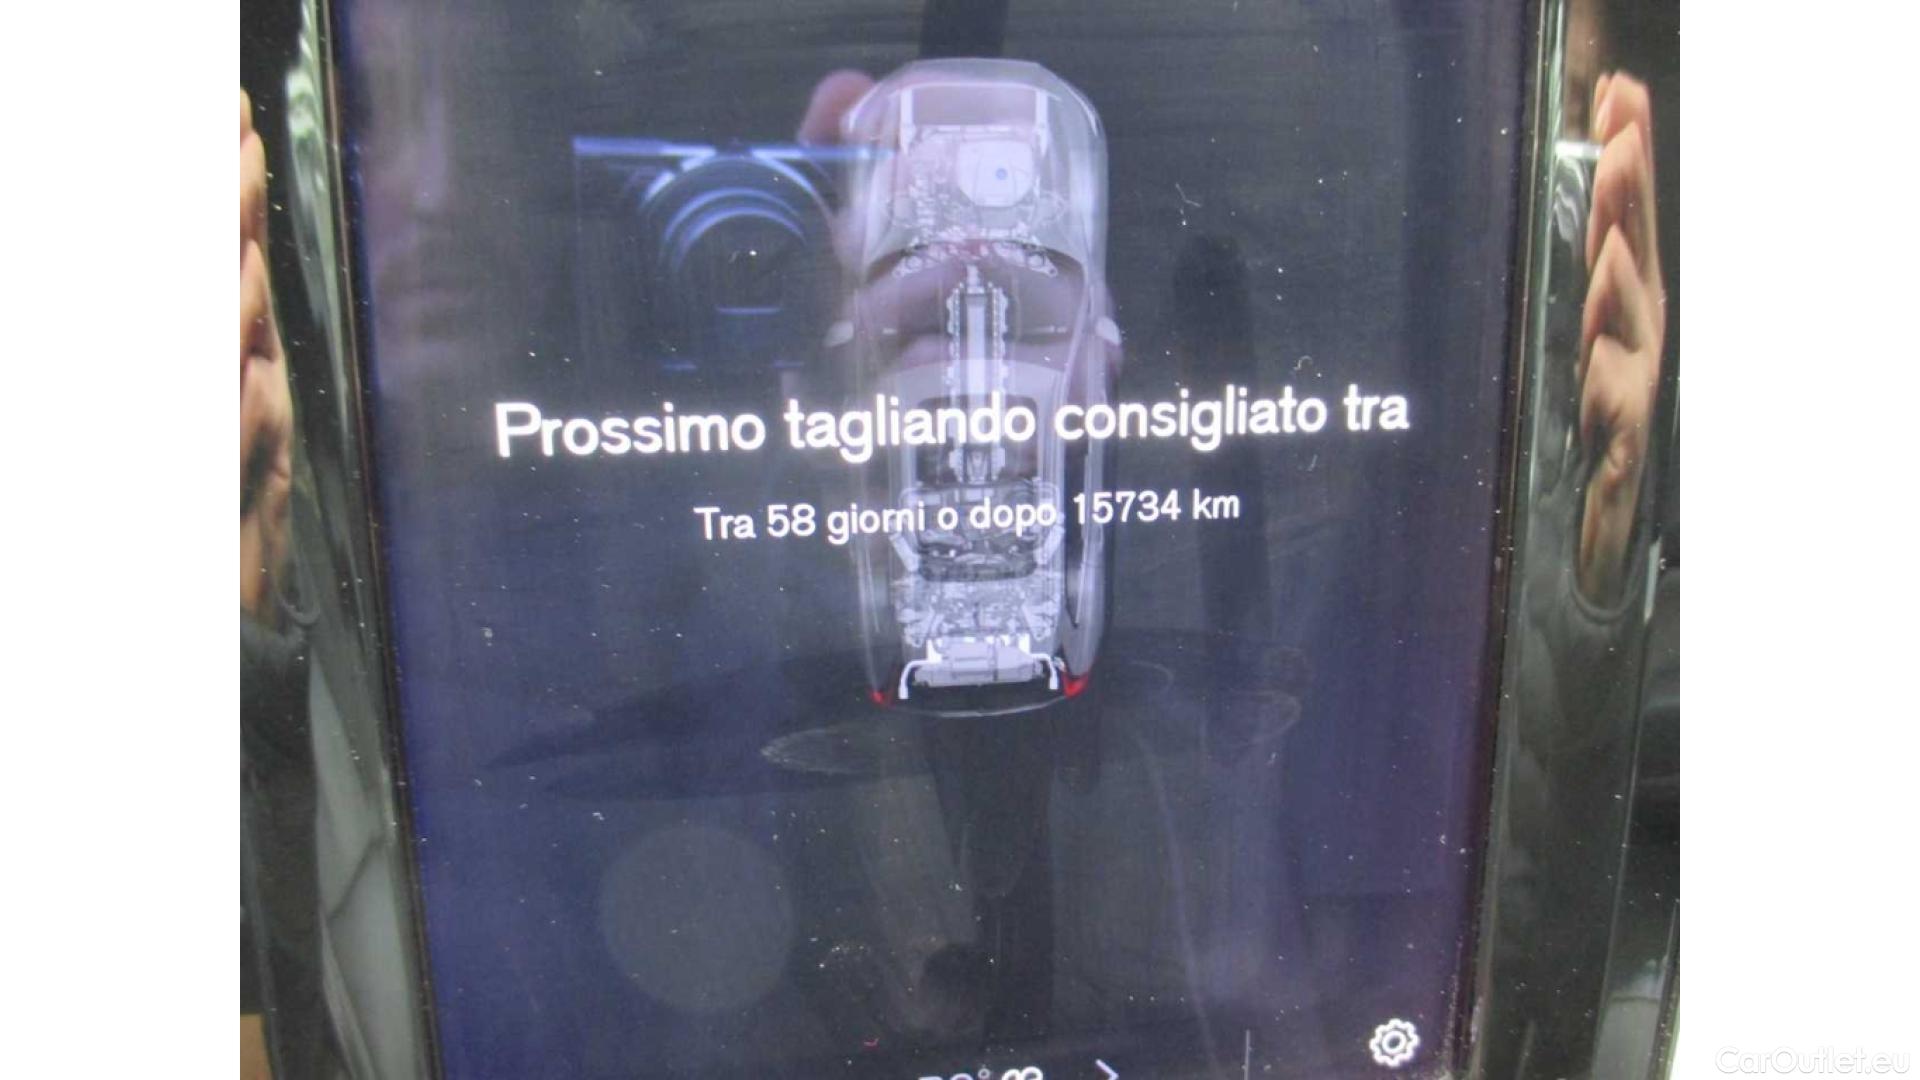 Prossimo tagliando consigliato tra
Tra 58 giorni o dopo 15734 km
CarOutlet.eu